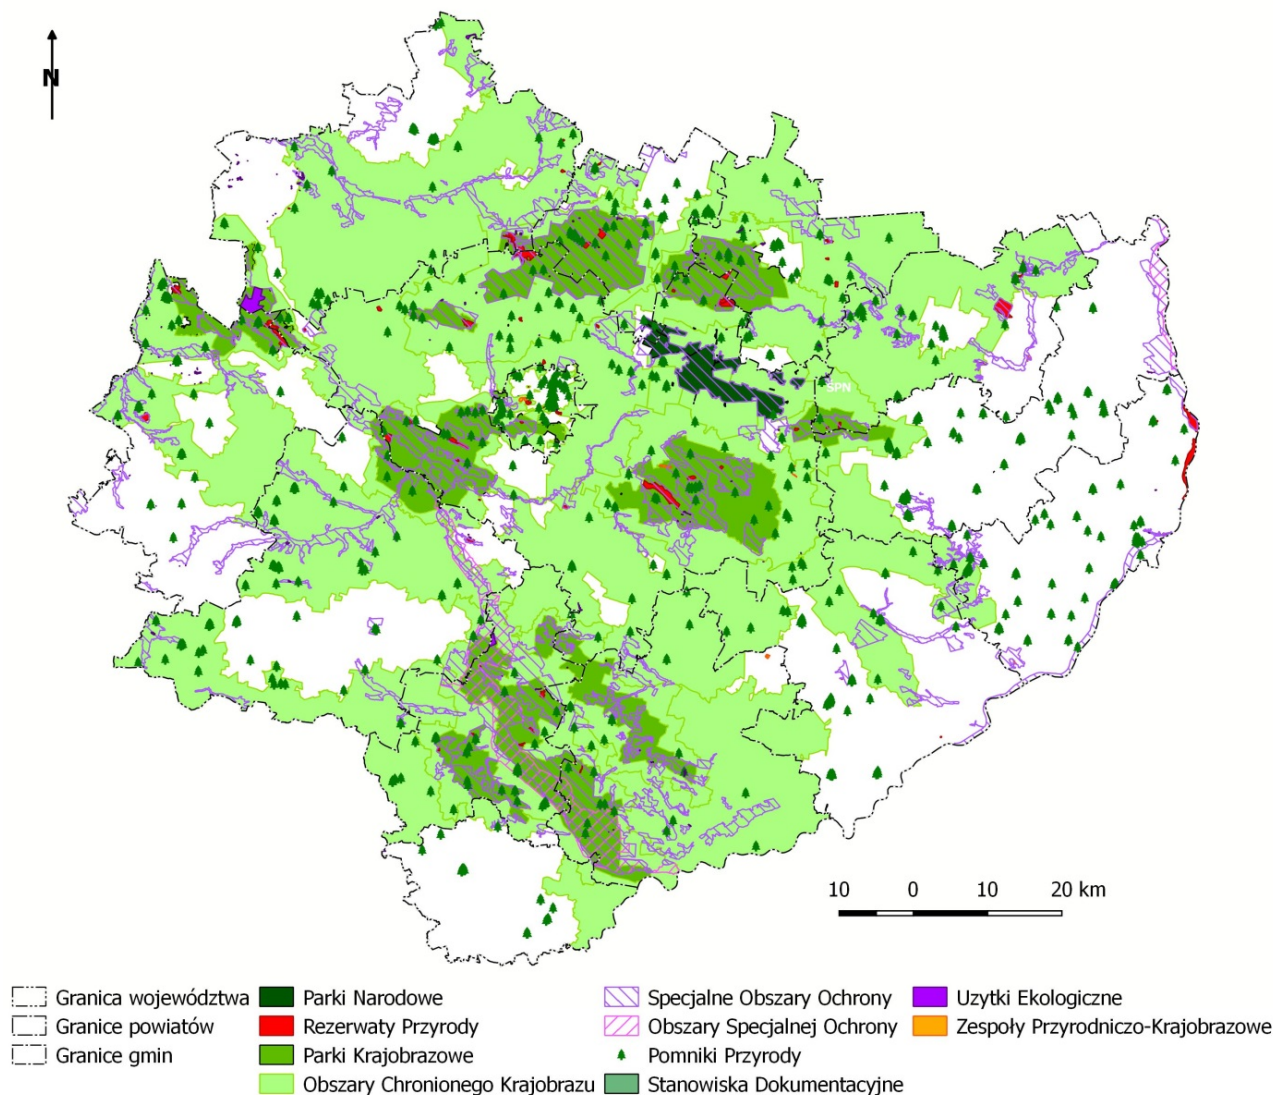 N
SPN
10 0 10 20 km
Granica województwa
Granice powiatów
Granice gmin
Parki Narodowe
Rezerwaty Przyrody
Parki Krajobrazowe
Obszary Chronionego Krajobrazu
Specjalne Obszary Ochrony
Obszary Specjalnej Ochrony
Pomniki Przyrody
Stanowiska Dokumentacyjne
Uzytki Ekologiczne
Zespoły Przyrodniczo-Krajobrazowe